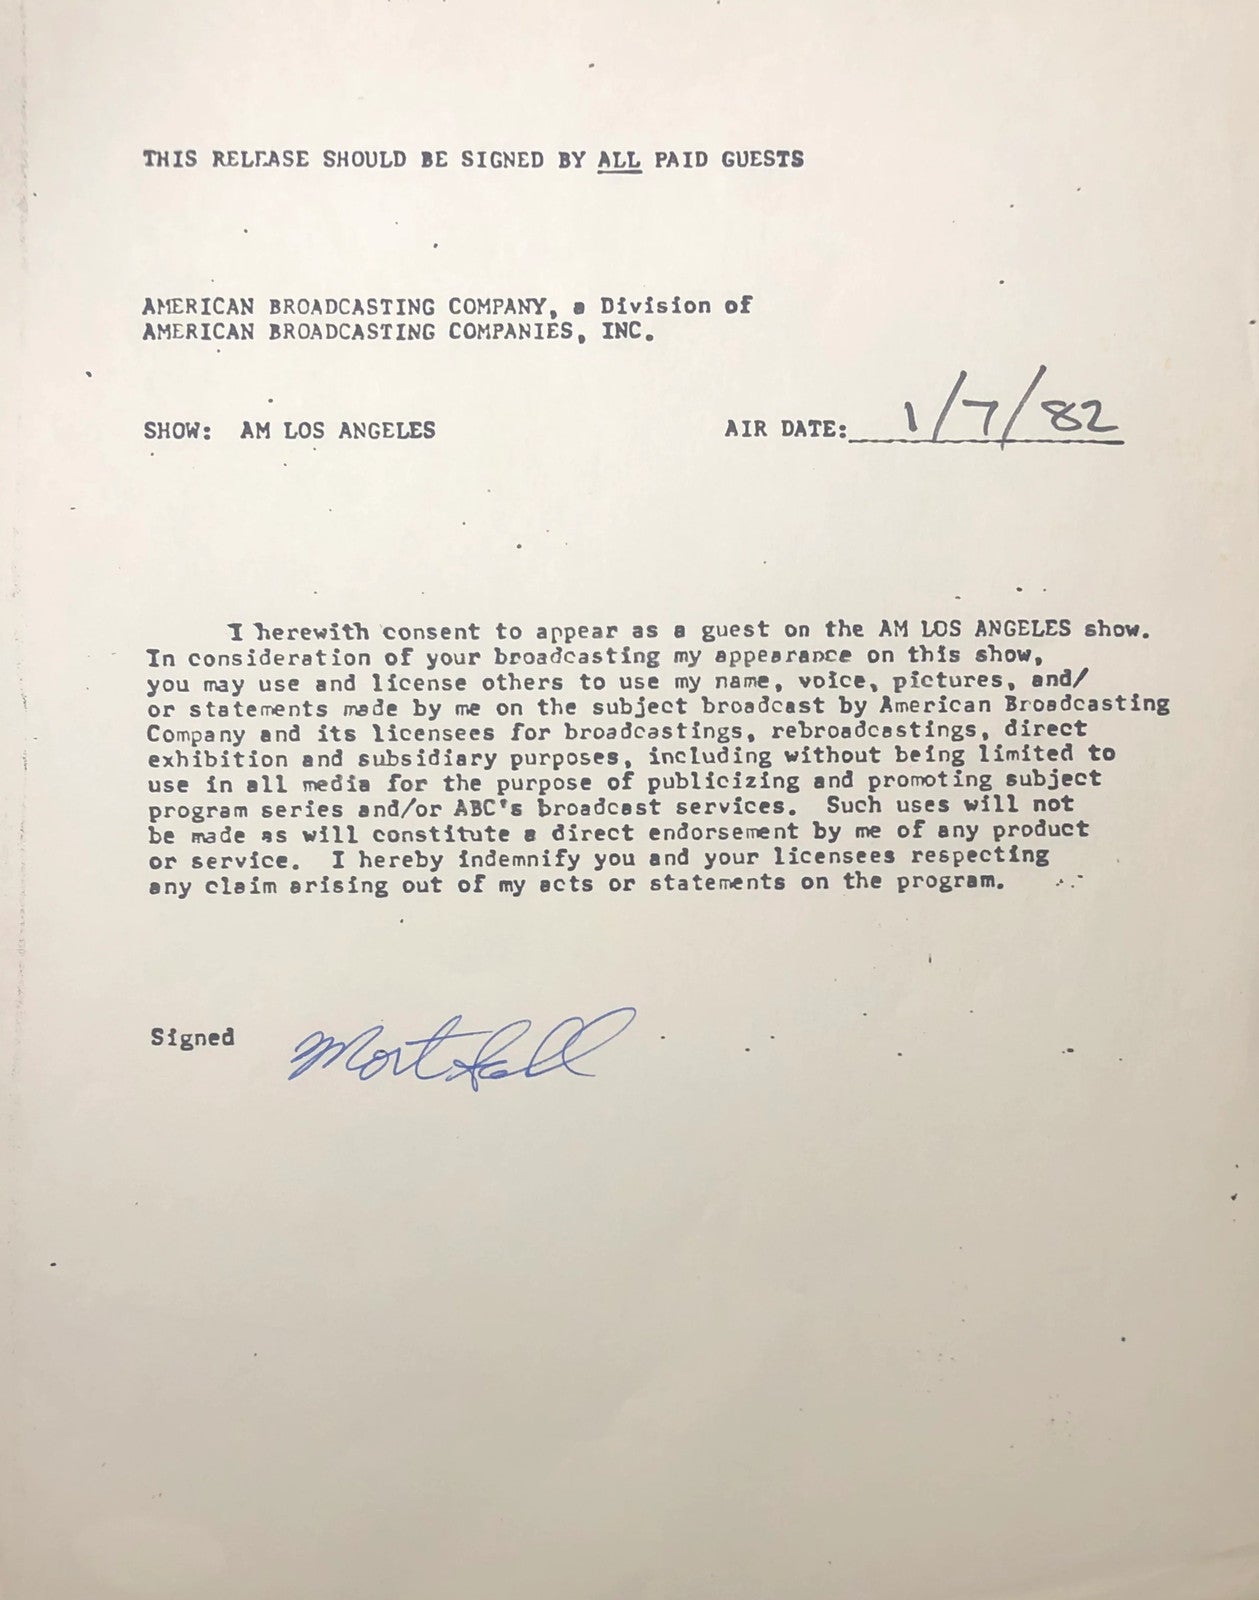 THIS RELEASE SHOULD BE SIGNED BY ALL PAID GUESTS
AMERICAN BROADCASTING COMPANY, a Division of
AMERICAN BROADCASTING COMPANIES, INC.
SHOW: AM LOS ANGELES AIR DATE: 1/7/82
I herewith consent to appear as a guest on the AM LOS ANGELES show.
In consideration of your broadcasting my appearance on this show,
you may use and license others to use my name, voice, pictures, and/
or statements made by me on the subject broadcast by American Broadcasting
Company and its licensees for broadcastings, rebroadcastings, direct
exhibition and subsidiary purposes, including without being limited to
use in all media for the purpose of publicizing and promoting subject
program series and/or ABC's broadcast services. Such uses will not
be made as will constitute a direct endorsement by me of any product
or service. I hereby indemnify you and your licensees respecting
any claim arising out of my acts or statements on the program.
Signed Mort Sahl